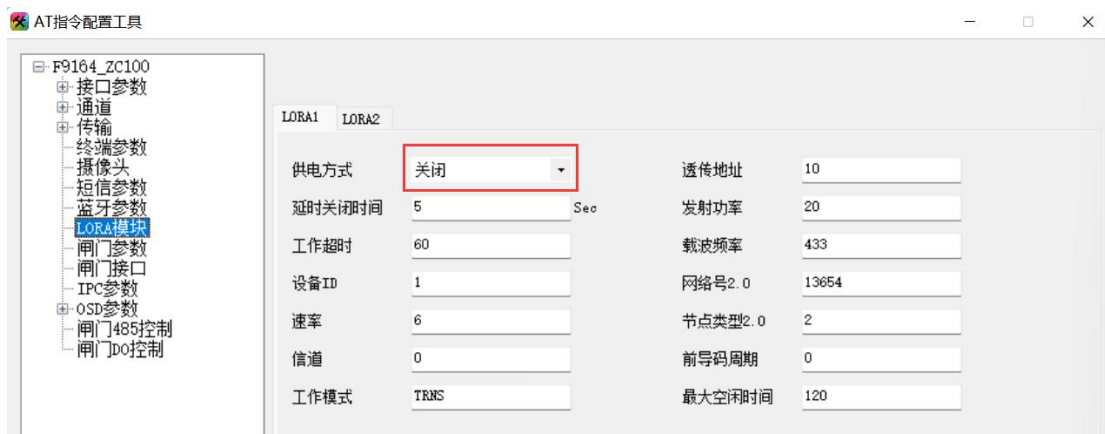 AT指令配置工具
F9164_ZC100
接口参数
通道
传输
终端参数
摄像头
短信参数
蓝牙参数
LORA模块
闸门参数
闸门接口
IPC参数
OSD参数
闸门485控制
闸门DO控制
LORA1 LORA2
供电方式 关闭 透传地址 10
延时关闭时间 5 Sec 发射功率 20
工作超时 60 载波频率 433
设备ID 1 网络号2.0 13654
速率 6 节点类型2.0 2
信道 0 前导码周期 0
工作模式 TRNS 最大空闲时间 120